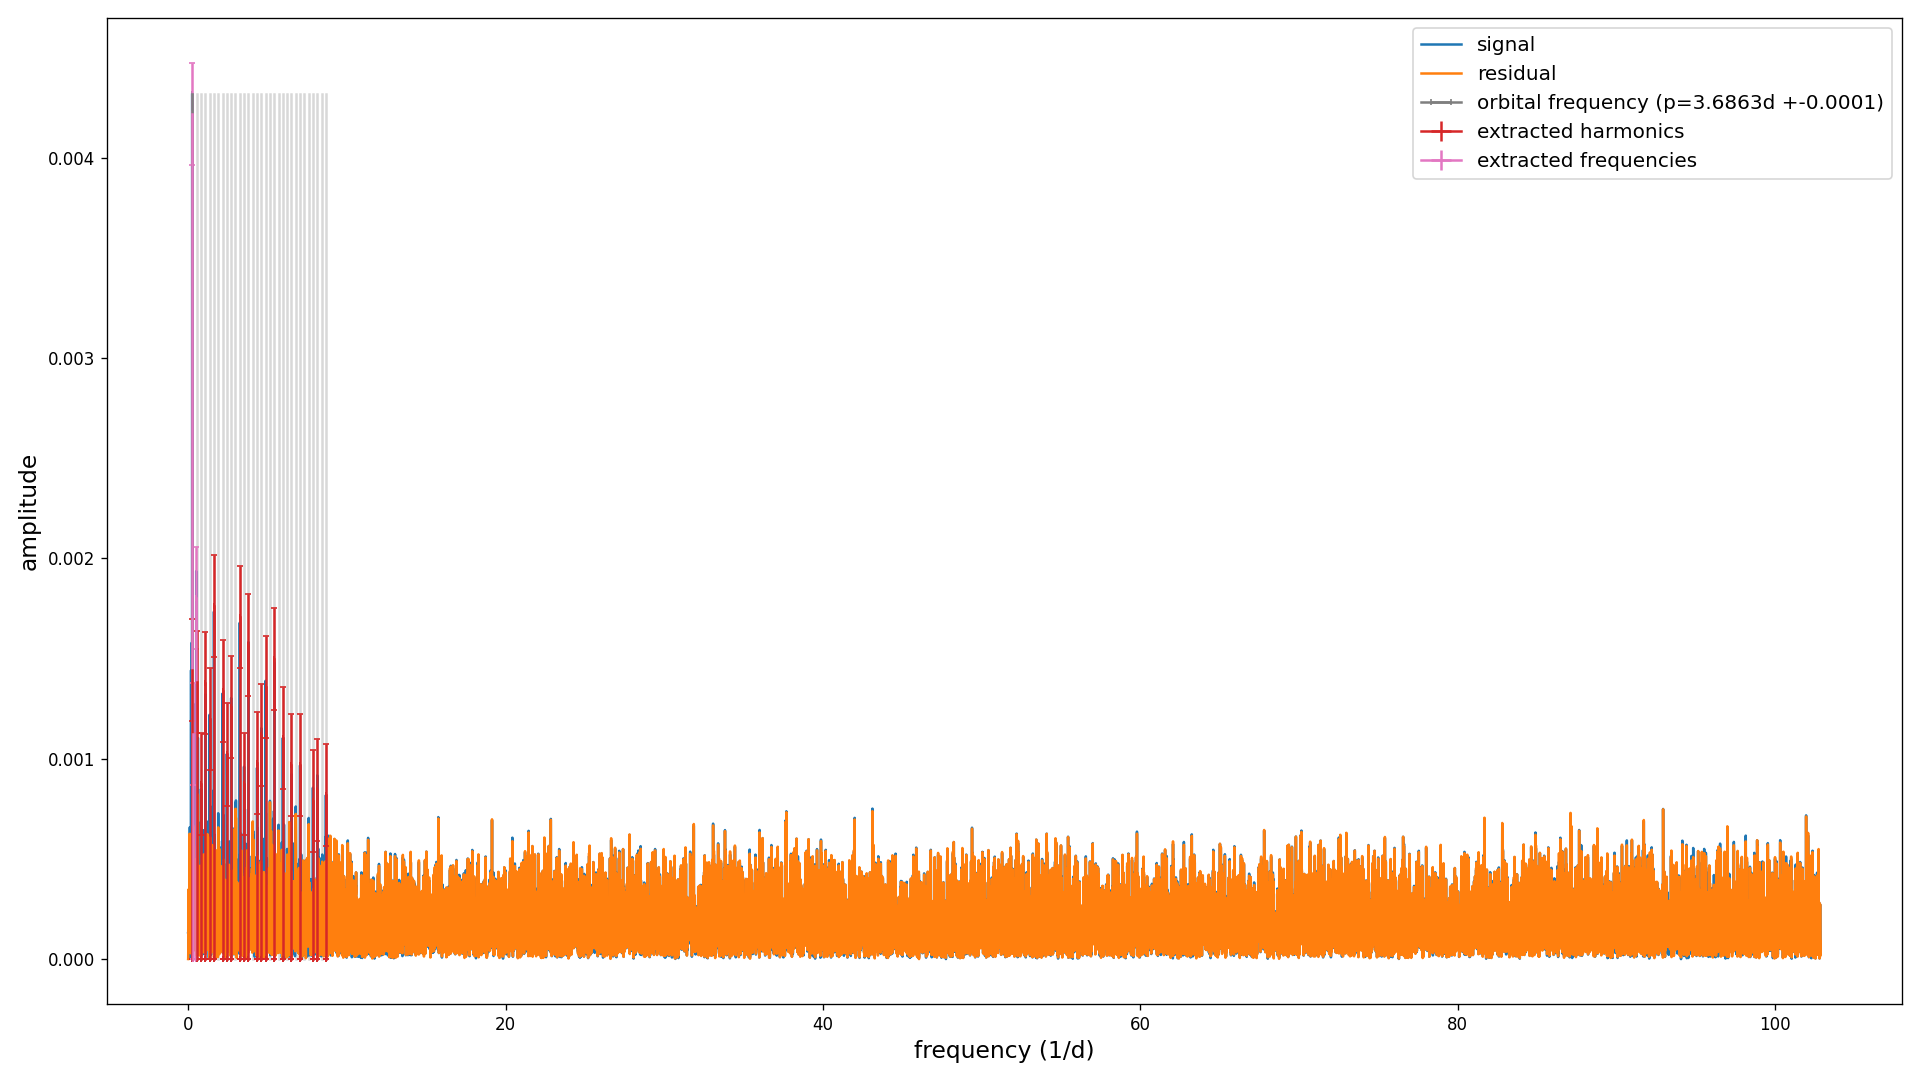 signal
residual
orbital frequency (p=3.6863d +-0.0001)
extracted harmonics
extracted frequencies
0.004
0.003
0.002
0.001
0.000
amplitude
0 20 40 60 80 100
frequency (1/d)